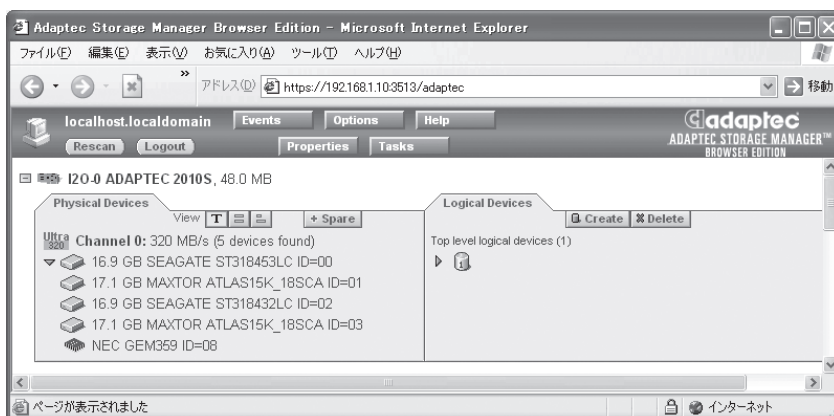 Adaptec Storage Manager Browser Edition - Microsoft Internet Explorer
ファイル(F) 編集(E) 表示(V) お気に入り(A) ツール(T) ヘルプ(H)
» アドレス(D) https://192.168.1.10:3513/adaptec 移動
localhost.localdomain Events Options Help
Rescan Logout Properties Tasks
adaptec
ADAPTEC STORAGE MANAGER™
BROWSER EDITION
I2O-0 ADAPTEC 2010S, 48.0 MB
Physical Devices
View T + Spare
Ultra 320 Channel 0: 320 MB/s (5 devices found)
16.9 GB SEAGATE ST318453LC ID=00
17.1 GB MAXTOR ATLAS15K_18SCA ID=01
16.9 GB SEAGATE ST318432LC ID=02
17.1 GB MAXTOR ATLAS15K_18SCA ID=03
NEC GEM359 ID=08
Logical Devices
Create Delete
Top level logical devices (1)
1
ページが表示されました インターネット